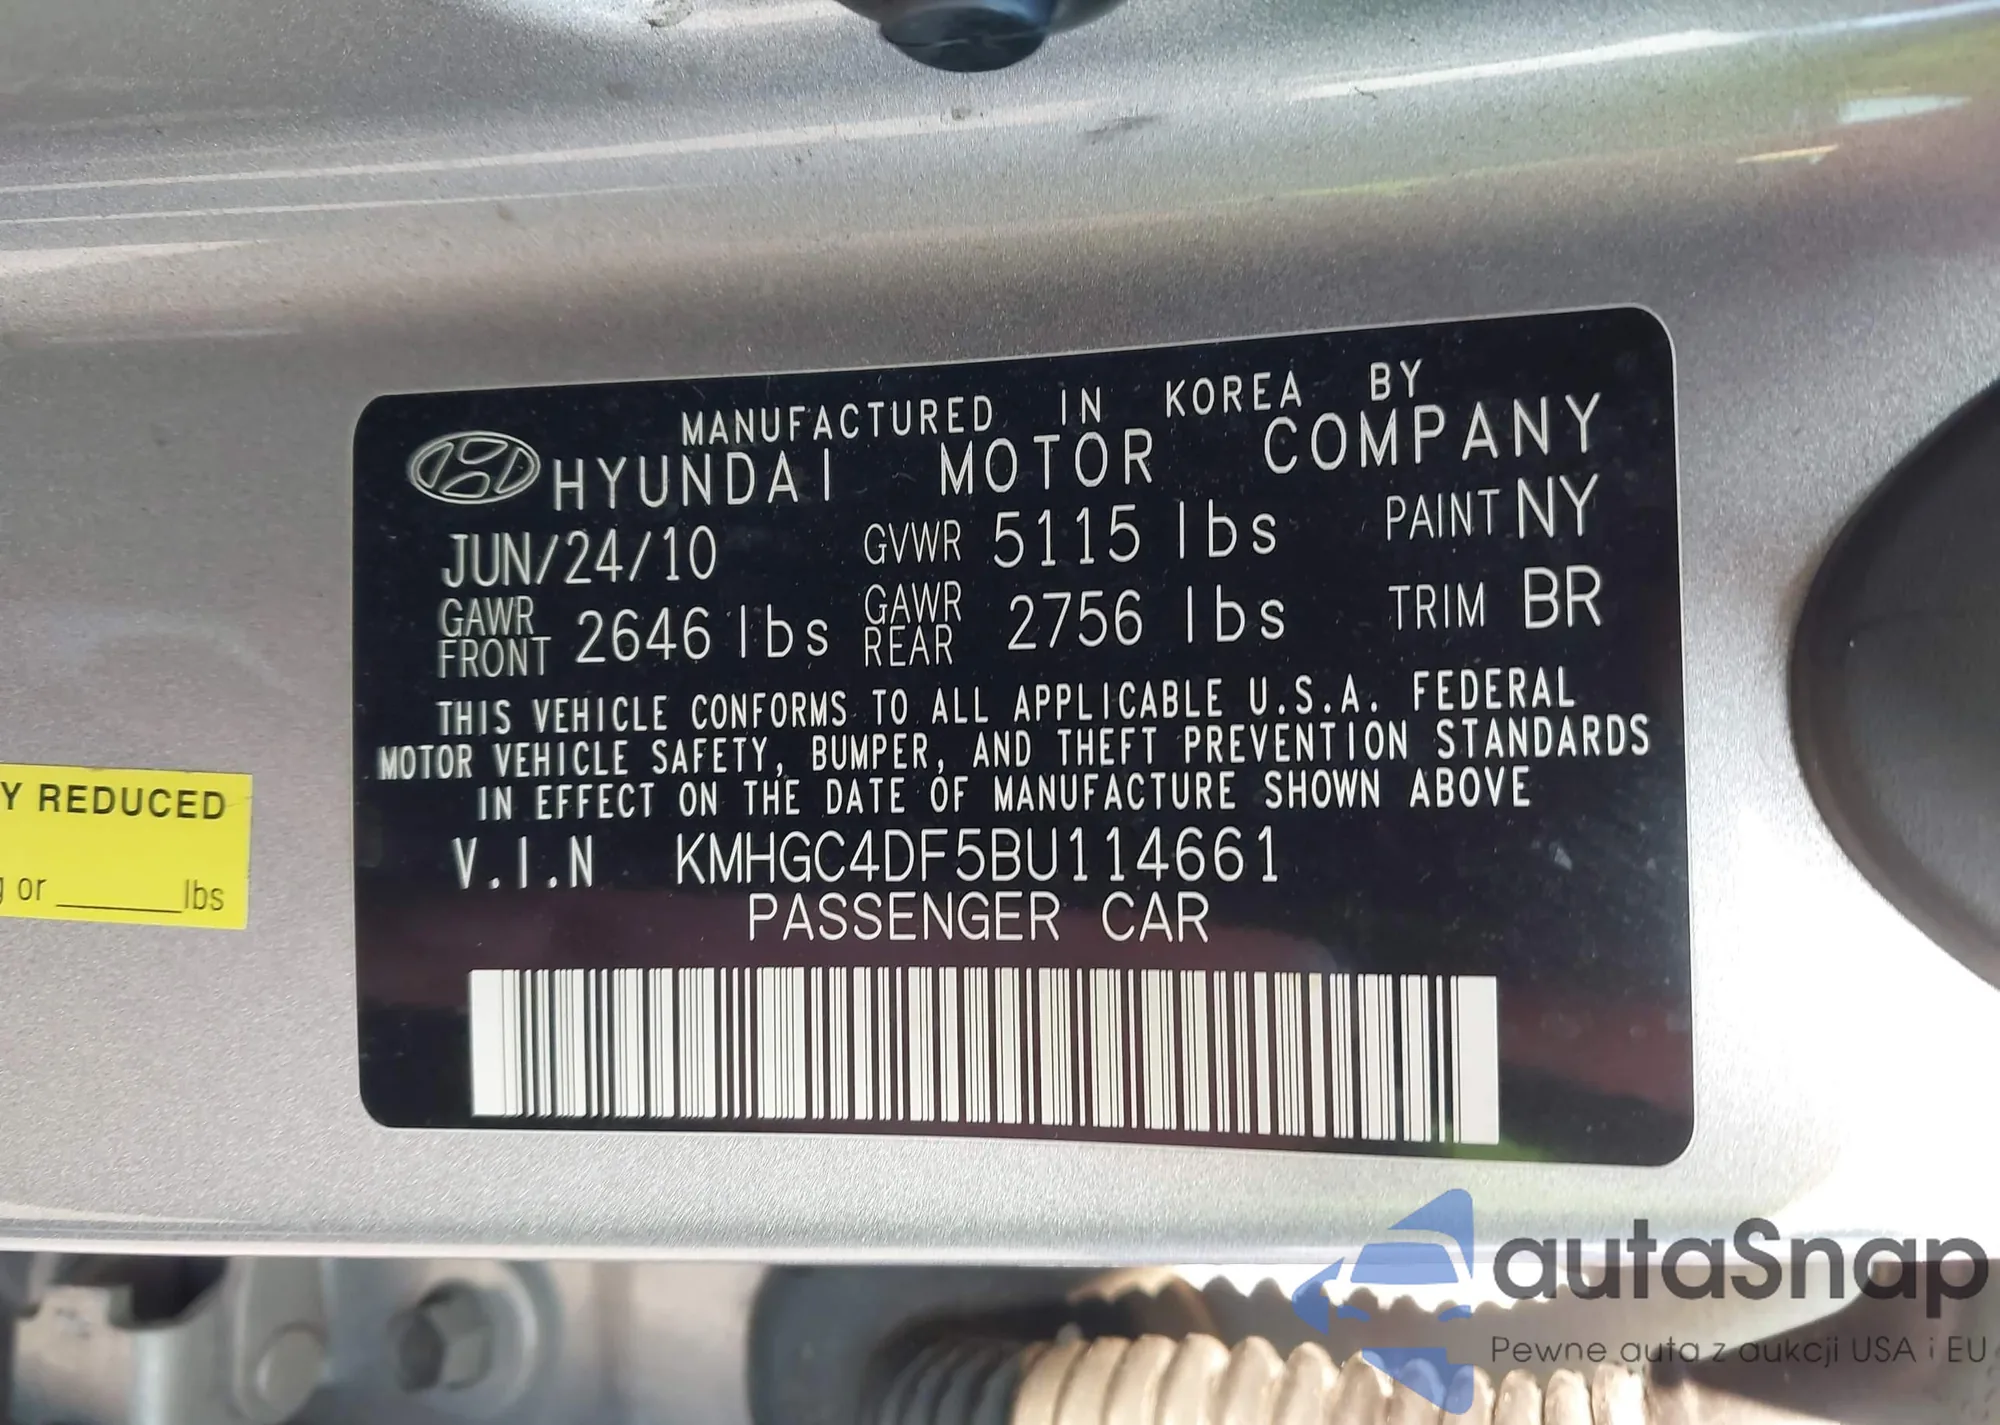 MANUFACTURED IN KOREA BY
HYUNDAI MOTOR COMPANY
JUN/24/10 GVWR 5115 lbs PAINT NY
GAWR FRONT 2646 lbs GAWR REAR 2756 lbs TRIM BR
THIS VEHICLE CONFORMS TO ALL APPLICABLE U.S.A. FEDERAL
MOTOR VEHICLE SAFETY, BUMPER, AND THEFT PREVENTION STANDARDS
IN EFFECT ON THE DATE OF MANUFACTURE SHOWN ABOVE
V.I.N KMHGC4DF5BU114661
PASSENGER CAR
Y REDUCED
or ______lbs
autaSnap
Pewne auta z aukcji USA i EU